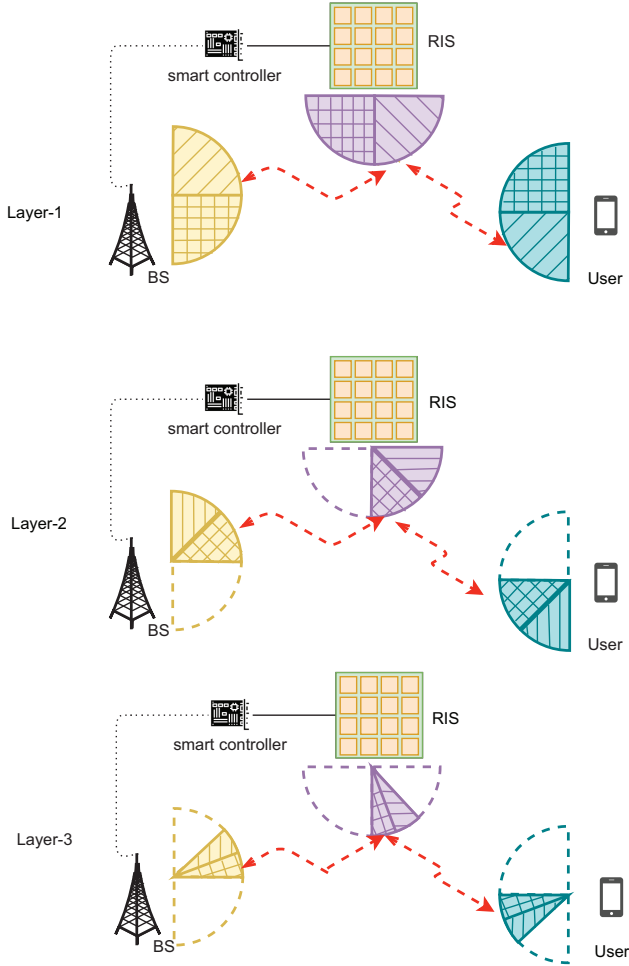 RIS
smart controller
Layer-1
BS
User
RIS
smart controller
Layer-2
BS
User
RIS
smart controller
Layer-3
BS
User